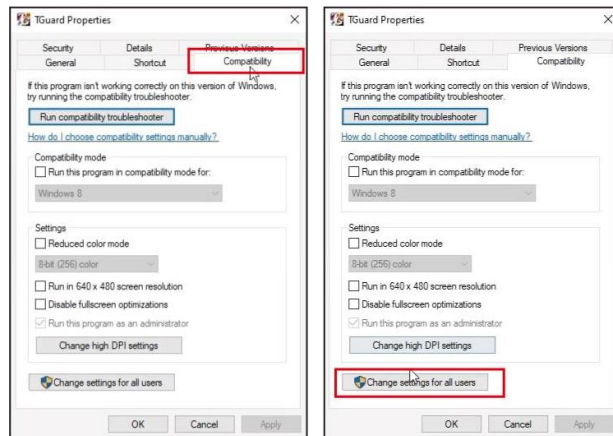 TGuard Properties
Security Details Previous Versions
General Shortcut Compatibility
If this program isn't working correctly on this version of Windows,
try running the compatibility troubleshooter.
Run compatibility troubleshooter
How do I choose compatibility settings manually?
Compatibility mode
Run this program in compatibility mode for:
Windows 8
Settings
Reduced color mode
8-bit (256) color
Run in 640 x 480 screen resolution
Disable fullscreen optimizations
Run this program as an administrator
Change high DPI settings
Change settings for all users
OK Cancel Apply
TGuard Properties
Security Details Previous Versions
General Shortcut Compatibility
If this program isn't working correctly on this version of Windows,
try running the compatibility troubleshooter.
Run compatibility troubleshooter
How do I choose compatibility settings manually?
Compatibility mode
Run this program in compatibility mode for:
Windows 8
Settings
Reduced color mode
8-bit (256) color
Run in 640 x 480 screen resolution
Disable fullscreen optimizations
Run this program as an administrator
Change high DPI settings
Change settings for all users
OK Cancel Apply